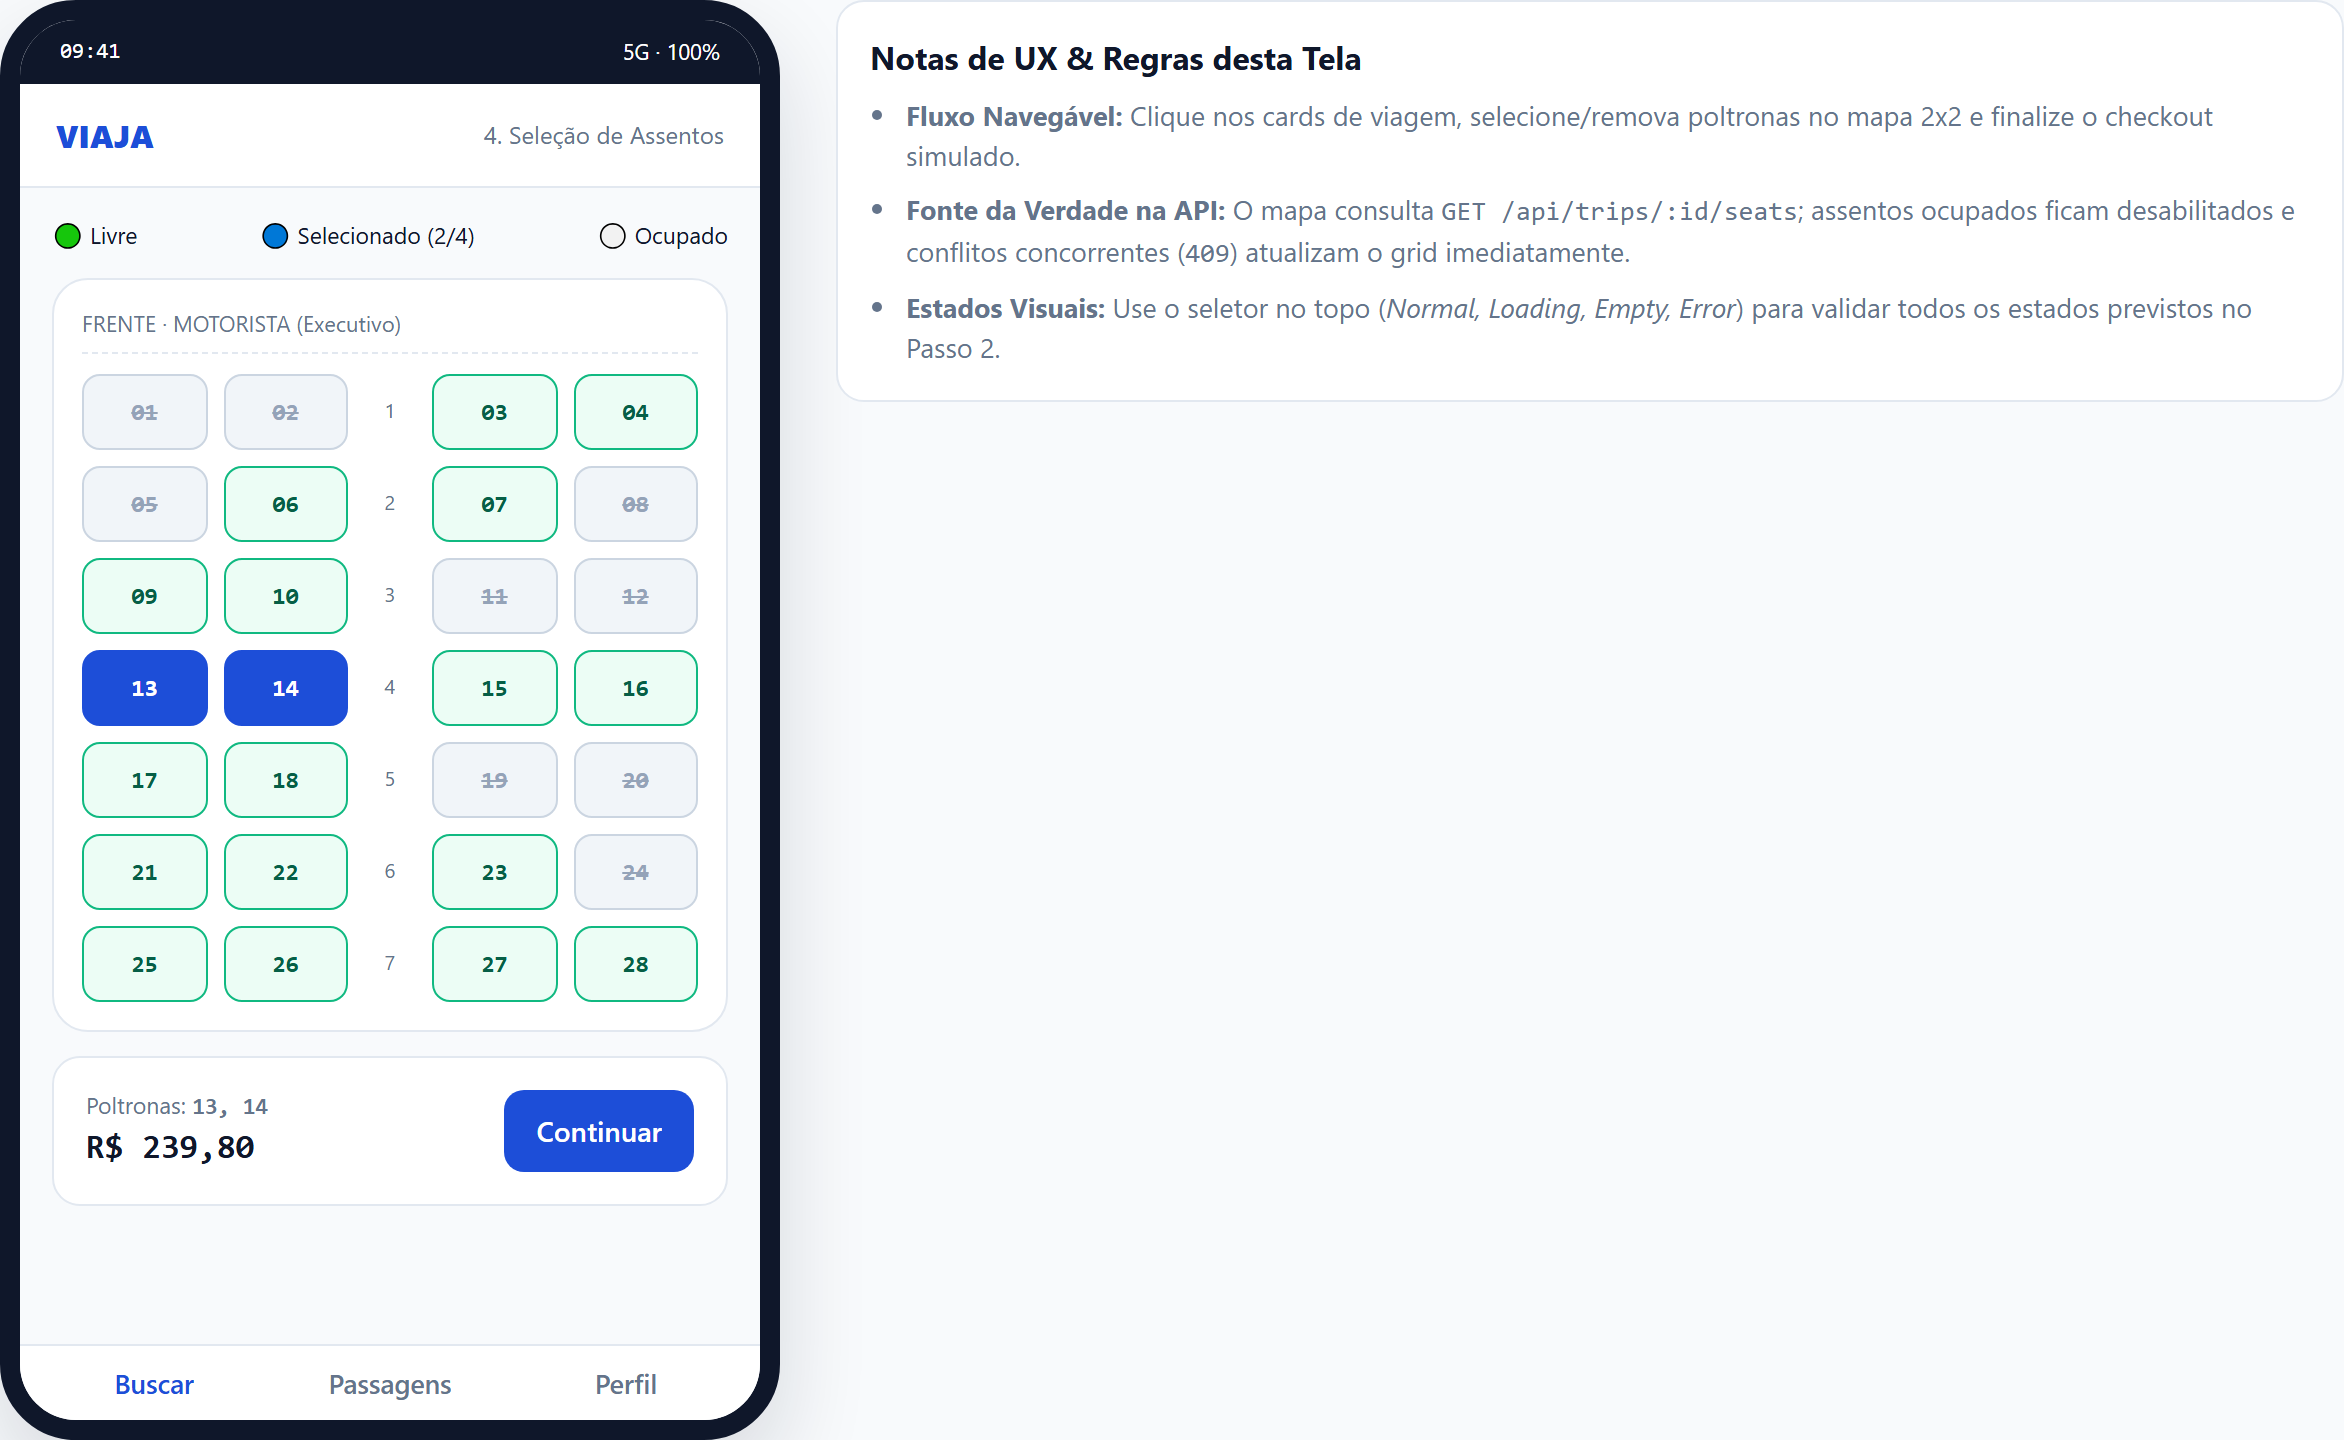 09:41 5G · 100%
VIAJA 4. Seleção de Assentos
Livre Selecionado (2/4) Ocupado
FRENTE · MOTORISTA (Executivo)
01 02 1 03 04
05 06 2 07 08
09 10 3 11 12
13 14 4 15 16
17 18 5 19 20
21 22 6 23 24
25 26 7 27 28
Poltronas: 13, 14
R$ 239,80
Continuar
Buscar Passagens Perfil
Notas de UX & Regras desta Tela
• Fluxo Navegável: Clique nos cards de viagem, selecione/remova poltronas no mapa 2x2 e finalize o checkout
simulado.
• Fonte da Verdade na API: O mapa consulta GET /api/trips/:id/seats; assentos ocupados ficam desabilitados e
conflitos concorrentes (409) atualizam o grid imediatamente.
• Estados Visuais: Use o seletor no topo (Normal, Loading, Empty, Error) para validar todos os estados previstos no
Passo 2.